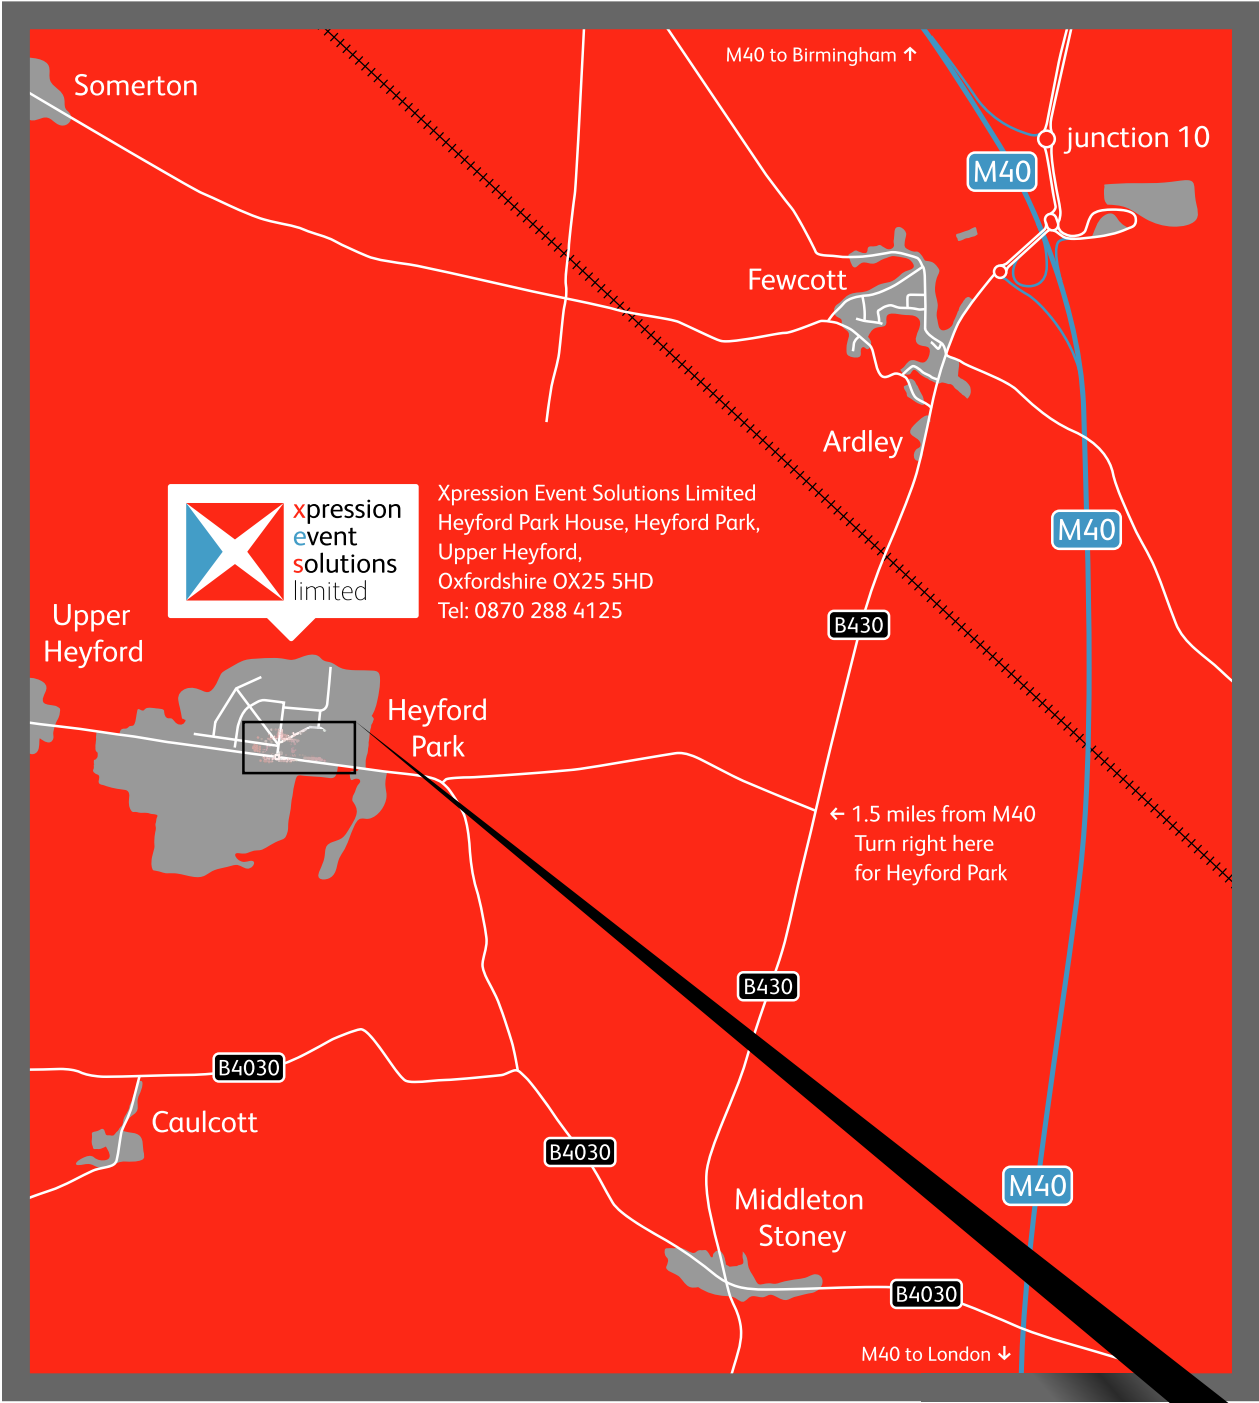 M40 to Birmingham ↑
Somerton
junction 10
M40
Fewcott
Ardley
xpression
event
solutions
limited
Xpression Event Solutions Limited
Heyford Park House, Heyford Park,
Upper Heyford,
Oxfordshire OX25 5HD
Tel: 0870 288 4125
M40
Upper
Heyford
B430
Heyford
Park
← 1.5 miles from M40
Turn right here
for Heyford Park
B430
B4030
Caulcott
B4030
M40
Middleton
Stoney
B4030
M40 to London ↓